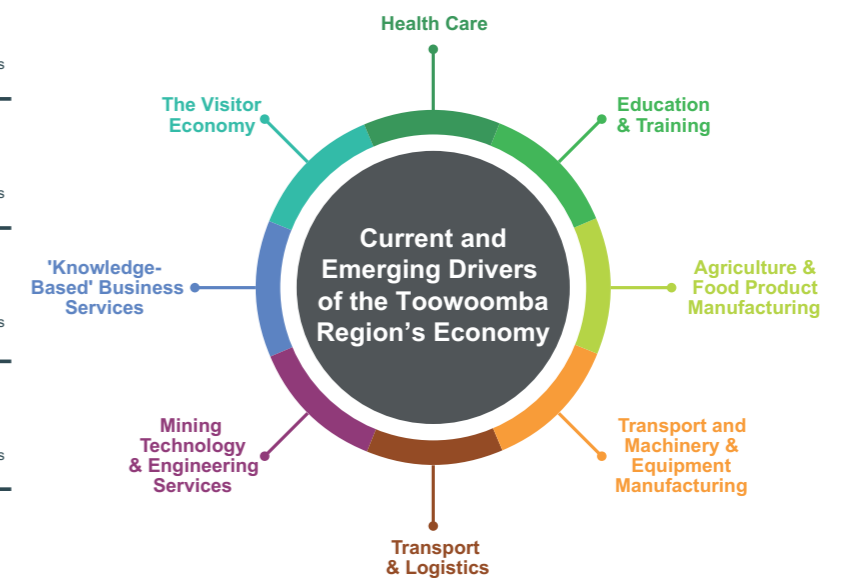 Health Care
The Visitor
Economy
Education
& Training
Current and
Emerging Drivers
of the Toowoomba
Region’s Economy
'Knowledge-
Based' Business
Services
Agriculture &
Food Product
Manufacturing
Mining
Technology
& Engineering
Services
Transport and
Machinery &
Equipment
Manufacturing
Transport
& Logistics